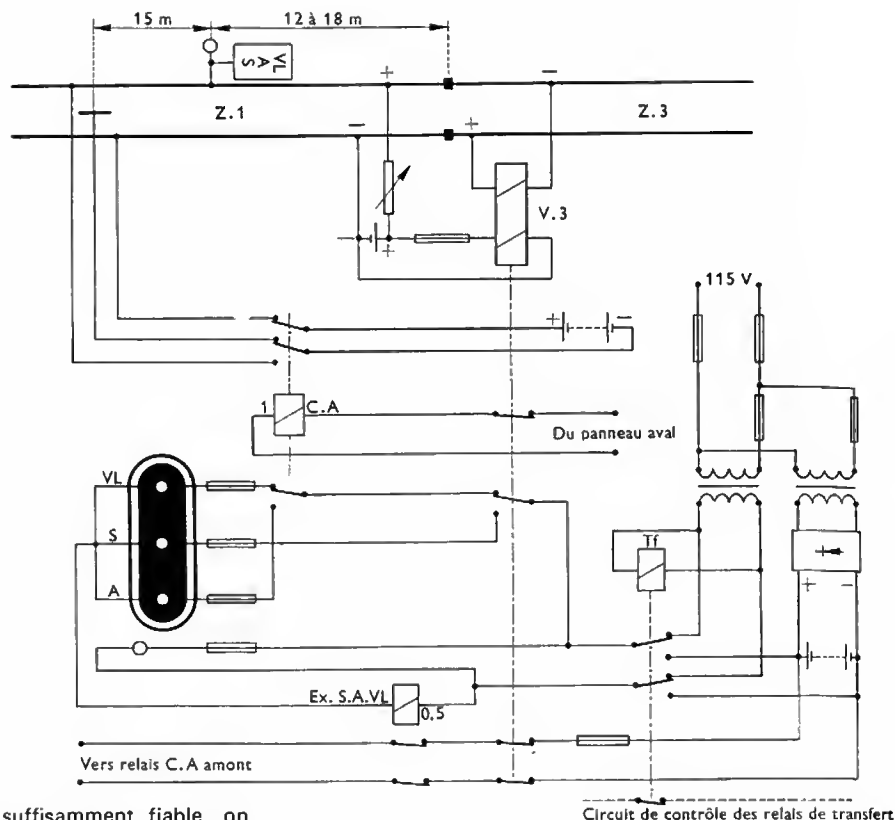 15 m
12 à 18 m
VL
A
S
+
−
Z.1
Z.3
−
+
V.3
+
115 V
+
−
1
C.A
Du panneau aval
VL
S
A
Tf
+
−
Ex. S.A.VL
0.5
Vers relais C.A amont
suffisamment fiable, on
Circuit de contrôle des relais de transfert